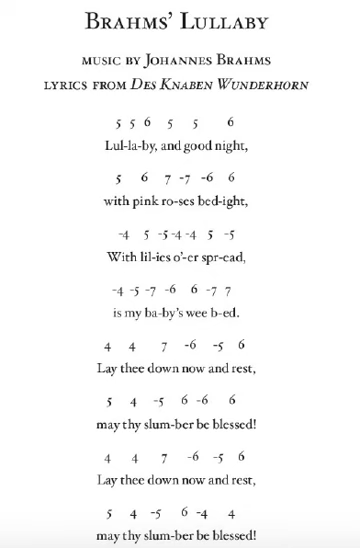 Brahms' Lullaby
music by Johannes Brahms
lyrics from Des Knaben Wunderhorn
5 5 6 5 5 6
Lul-la-by, and good night,
5 6 7 -7 -6 6
with pink ro-ses bed-ight,
-4 5 -5 -4 -4 5 -5
With lil-ies o'-er spr-ead,
-4 -5 -7 -6 6 -7 7
is my ba-by's wee b-ed.
4 4 7 -6 -5 6
Lay thee down now and rest,
5 4 -5 6 -6 6
may thy slum-ber be blessed!
4 4 7 -6 -5 6
Lay thee down now and rest,
5 4 -5 6 -4 4
may thy slum-ber be blessed!